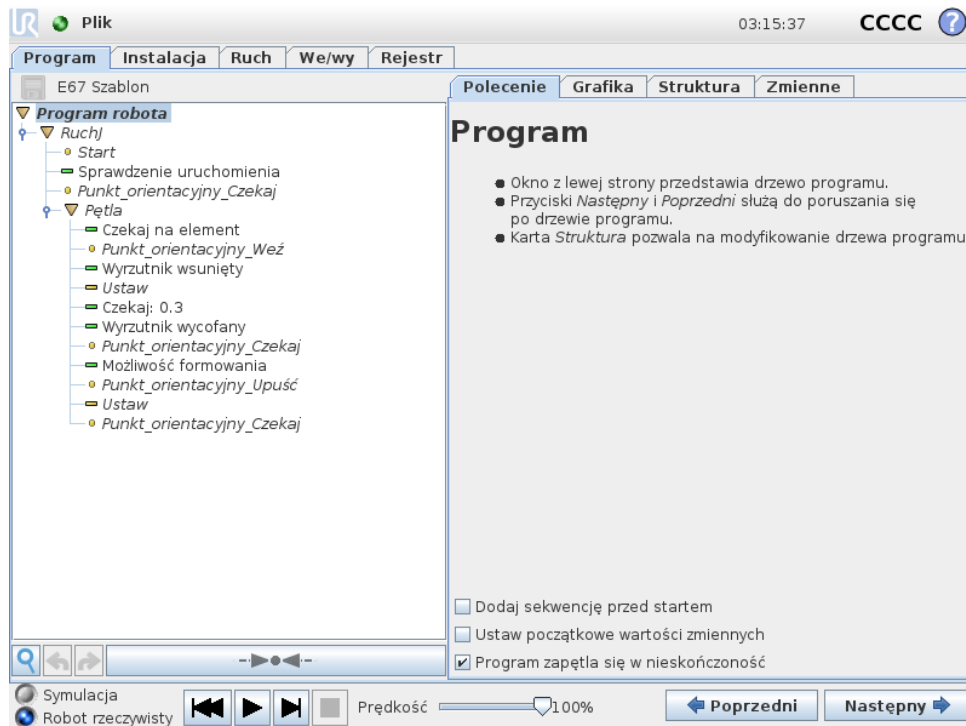 UR Plik 03:15:37 CCCC ?
Program Instalacja Ruch We/wy Rejestr
E67 Szablon
Program robota
RuchJ
Start
Sprawdzenie uruchomienia
Punkt_orientacyjny_Czekaj
Pętla
Czekaj na element
Punkt_orientacyjny_Weź
Wyrzutnik wsunięty
Ustaw
Czekaj: 0.3
Wyrzutnik wycofany
Punkt_orientacyjny_Czekaj
Możliwość formowania
Punkt_orientacyjny_Upuść
Ustaw
Punkt_orientacyjny_Czekaj
Polecenie Grafika Struktura Zmienne
Program
Okno z lewej strony przedstawia drzewo programu.
Przyciski Następny i Poprzedni służą do poruszania się
po drzewie programu.
Karta Struktura pozwala na modyfikowanie drzewa programu
Dodaj sekwencję przed startem
Ustaw początkowe wartości zmiennych
Program zapętla się w nieskończoność
Symulacja
Robot rzeczywisty
Prędkość 100%
Poprzedni Następny